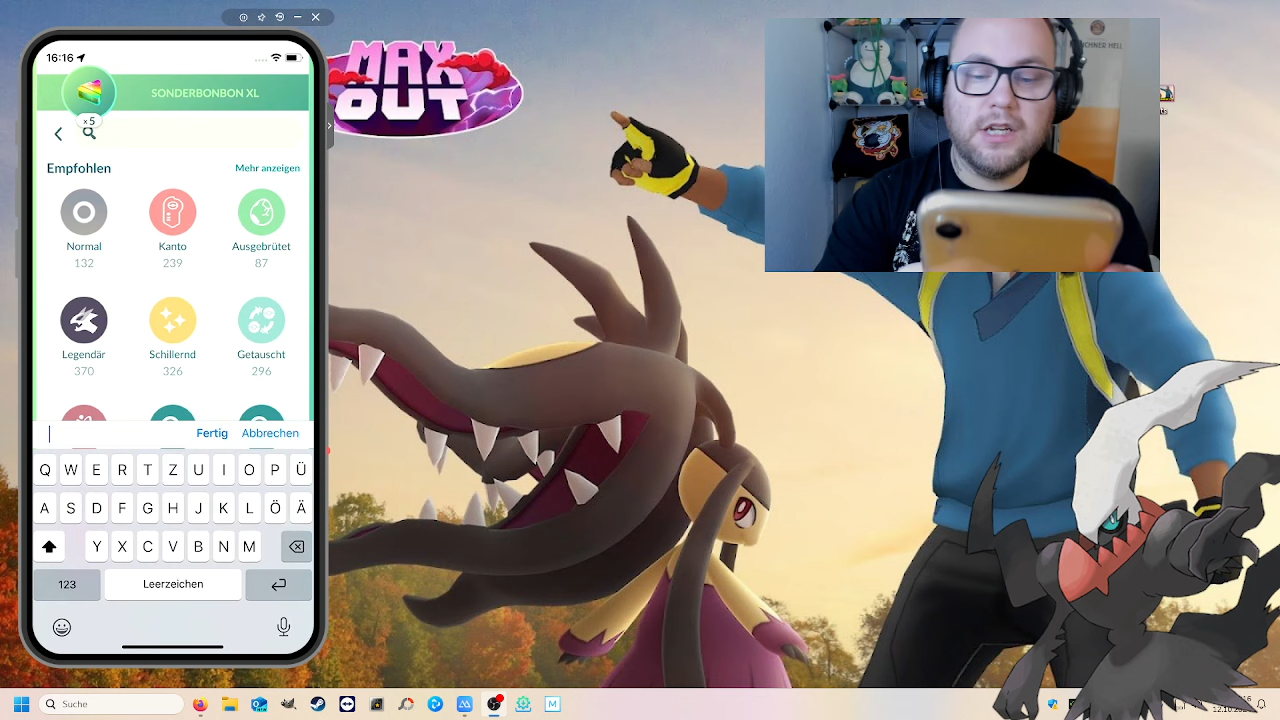 16:16
SONDERBONBON XL
x 5
Empfohlen
Mehr anzeigen
Normal
Kanto
Ausgebrütet
132
239
87
Legendär
Schillernd
Getauscht
370
326
296
Fertig
Abbrechen
Q W E R T Z U I O P Ü
A S D F G H J K L Ö Ä
Y X C V B N M
123
Leerzeichen
MAX
OUT
Suche